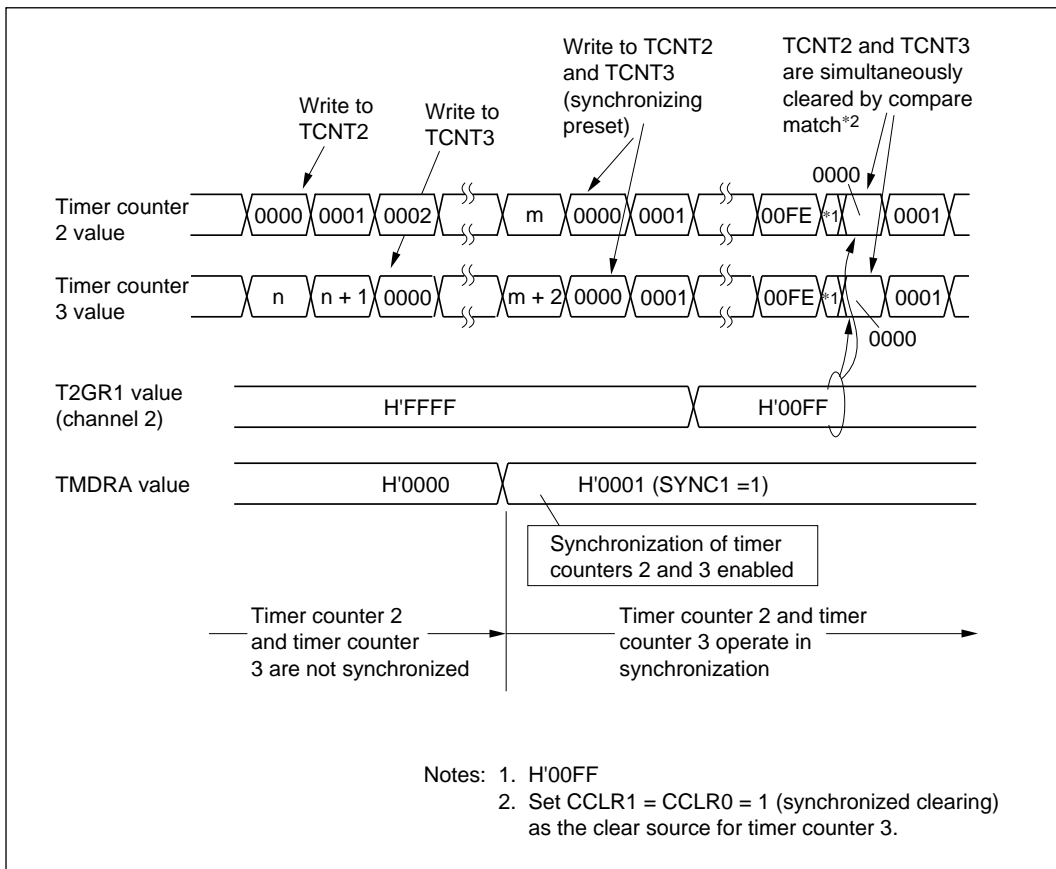 Write to TCNT2
and TCNT3
(synchronizing
preset)
TCNT2 and TCNT3
are simultaneously
cleared by compare
match*2
Write to
TCNT2
Write to
TCNT3
0000
Timer counter
2 value
0000 0001 0002 m 0000 0001 00FE *1 0001
Timer counter
3 value
n n + 1 0000 m + 2 0000 0001 00FE *1 0001
0000
T2GR1 value
(channel 2)
H'FFFF H'00FF
TMDRA value
H'0000 H'0001 (SYNC1 =1)
Synchronization of timer
counters 2 and 3 enabled
Timer counter 2
and timer counter
3 are not synchronized
Timer counter 2 and timer
counter 3 operate in
synchronization
Notes: 1. H'00FF
2. Set CCLR1 = CCLR0 = 1 (synchronized clearing)
as the clear source for timer counter 3.